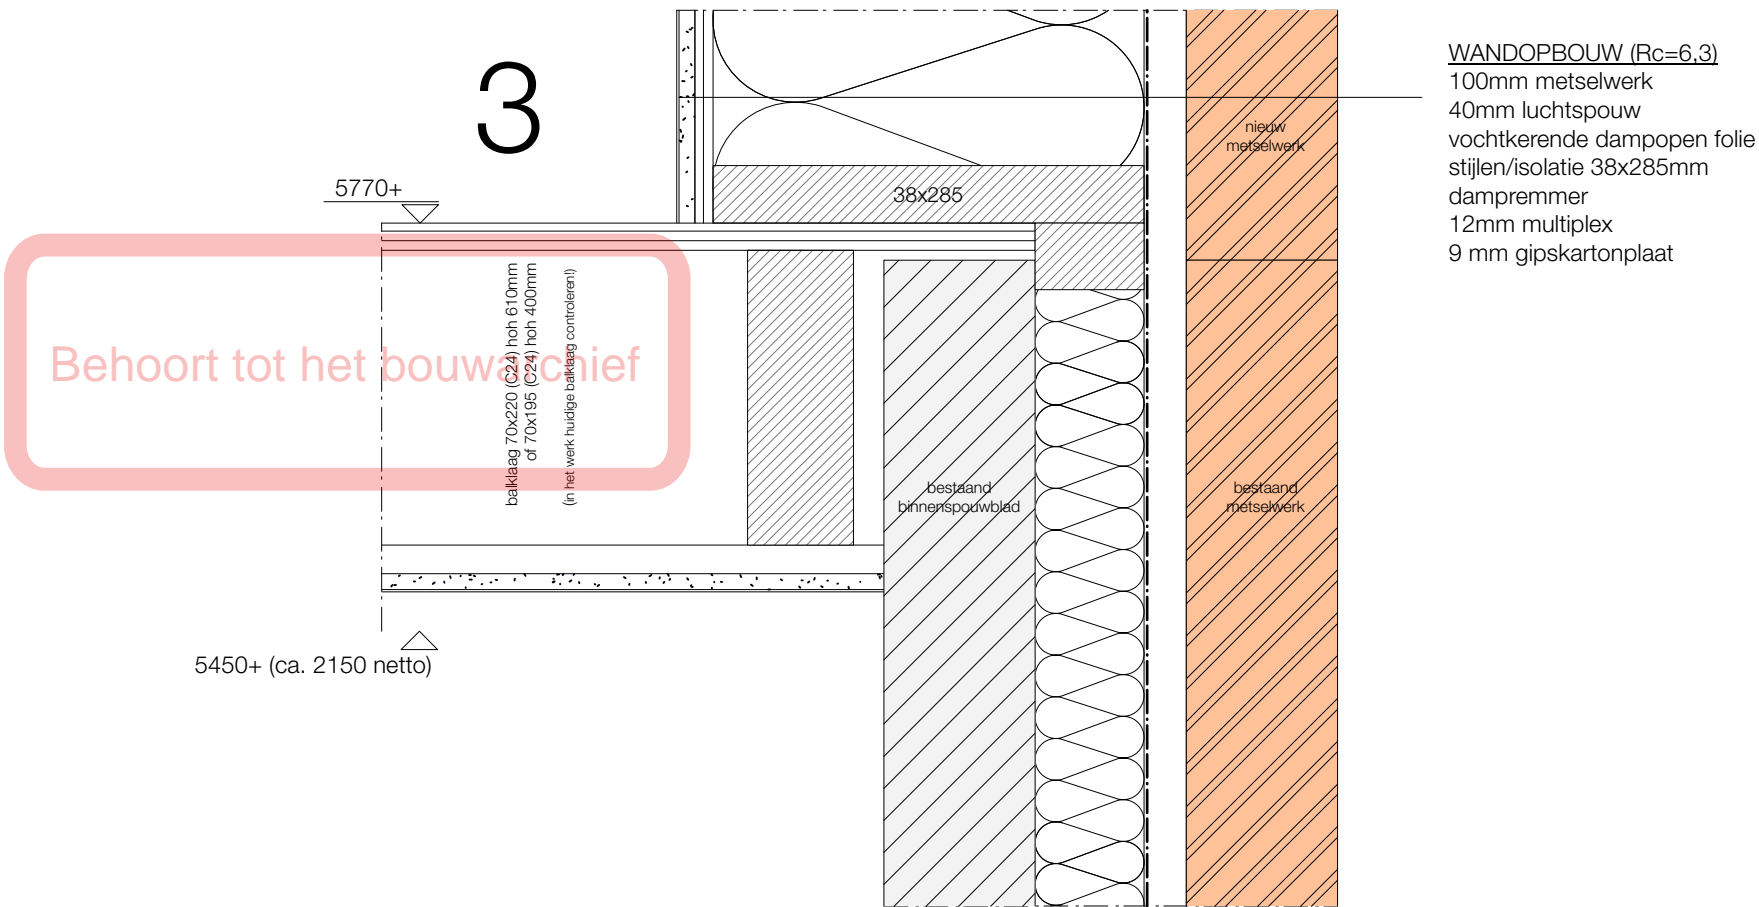 3
WANDOPBOUW (Rc=6,3)
100mm metselwerk
40mm luchtspouw
vochtkerende dampopen folie
stijlen/isolatie 38x285mm
dampremmer
12mm multiplex
9 mm gipskartonplaat
nieuw
metselwerk
38x285
5770+
balklaag 70x220 (C24) hoh 610mm
of 70x195 (C24) hoh 400mm
(in het werk huidige balklaag controleren!)
Behoort tot het bouwarchief
bestaand
binnenspouwblad
bestaand
metselwerk
5450+ (ca. 2150 netto)